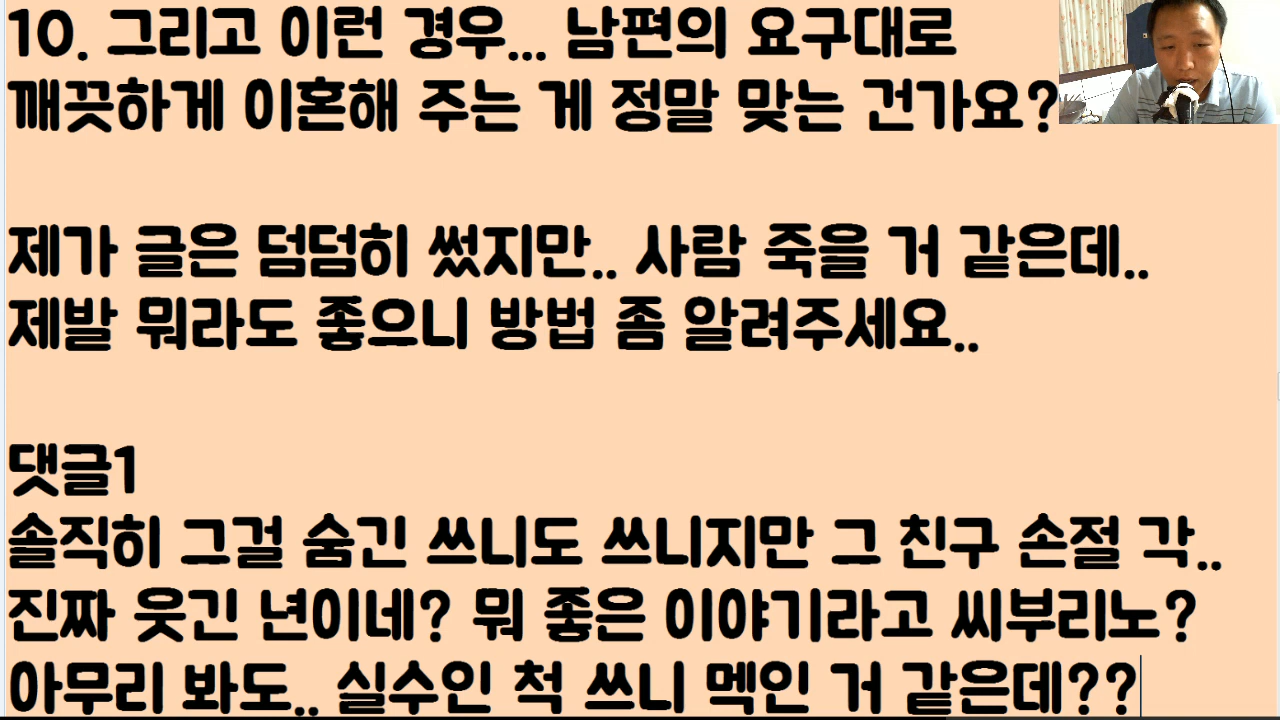 10. 그리고 이런 경우... 남편의 요구대로
깨끗하게 이혼해 주는 게 정말 맞는 건가요?
제가 글은 덤덤히 썼지만.. 사람 죽을 거 같은데..
제발 뭐라도 좋으니 방법 좀 알려주세요..
댓글1
솔직히 그걸 숨긴 쓰니도 쓰니지만 그 친구 손절 각..
진짜 웃긴 년이네? 뭐 좋은 이야기라고 씨부리노?
아무리 봐도.. 실수인 척 쓰니 멕인 거 같은데??